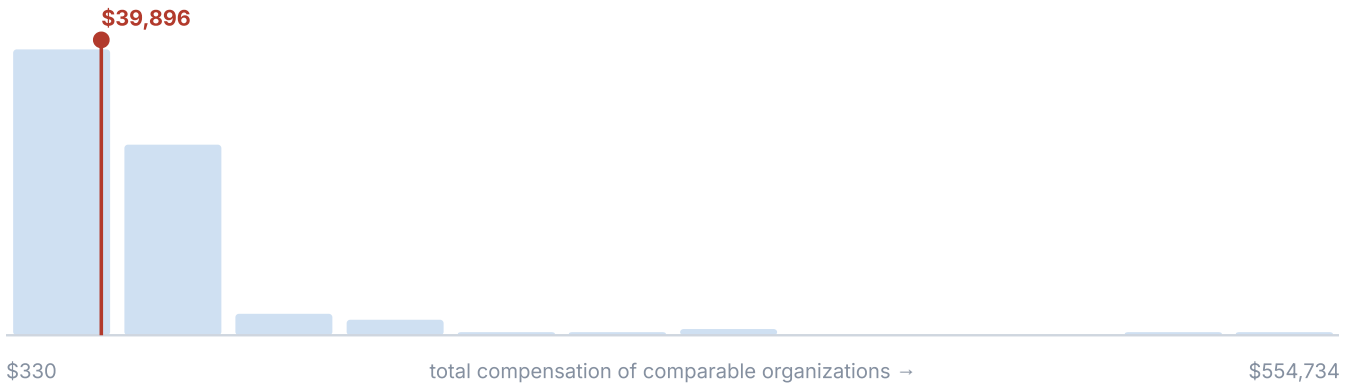 $39,896
$330
total compensation of comparable organizations →
$554,734